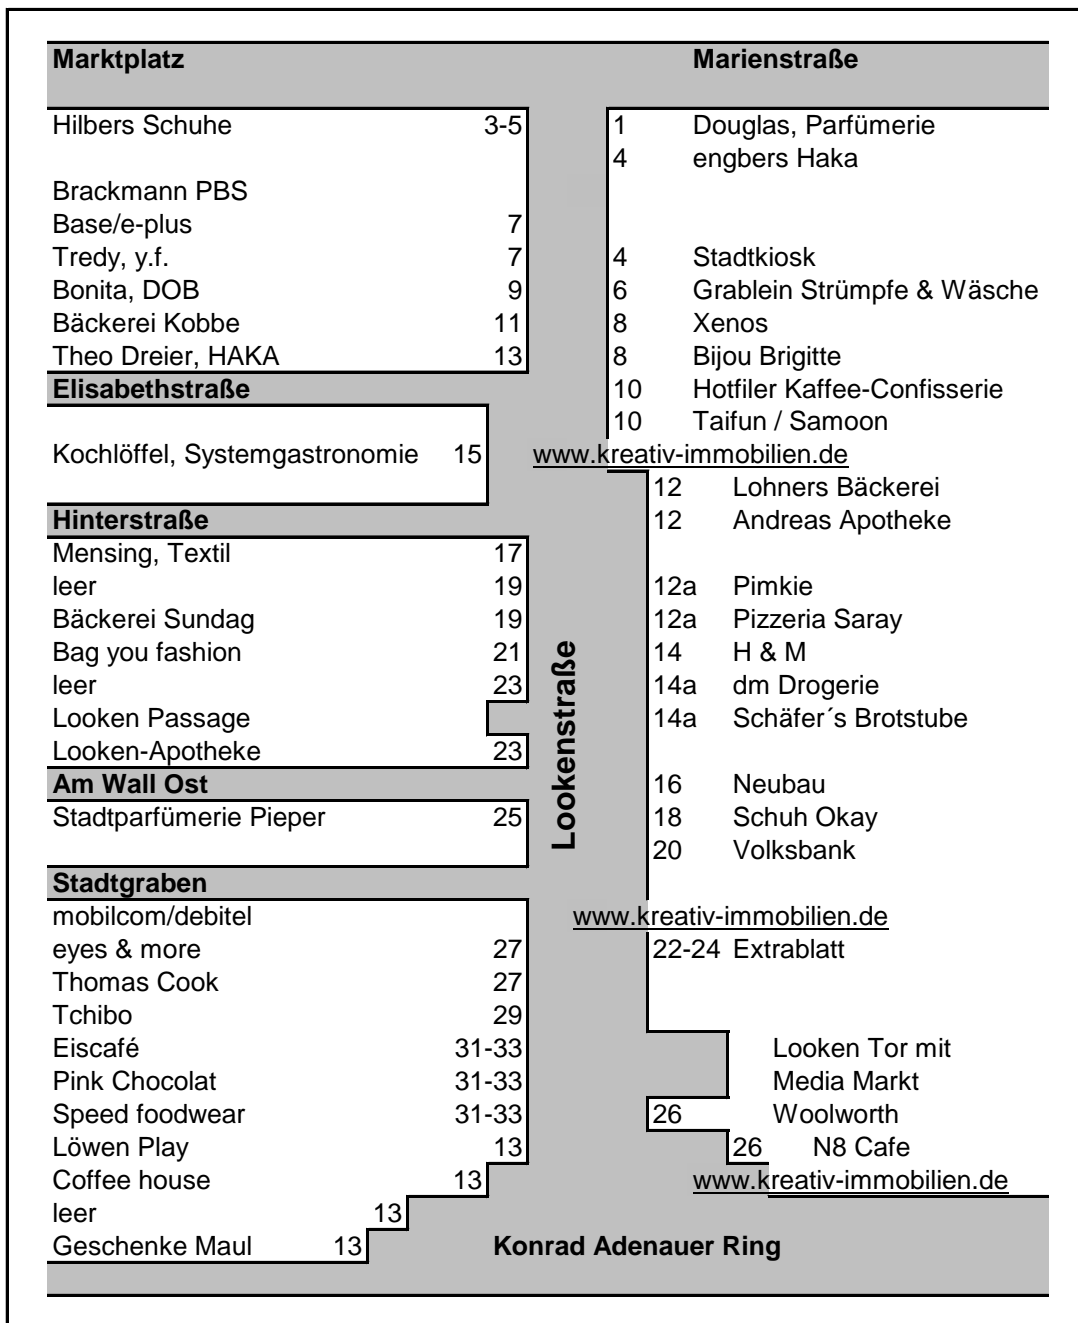 Marktplatz Marienstraße
Hilbers Schuhe 3-5 1 Douglas, Parfümerie
4 engbers Haka
Brackmann PBS
Base/e-plus 7
Tredy, y.f. 7 4 Stadtkiosk
Bonita, DOB 9 6 Grablein Strümpfe & Wäsche
Bäckerei Kobbe 11 8 Xenos
Theo Dreier, HAKA 13 8 Bijou Brigitte
Elisabethstraße 10 Hotfiler Kaffee-Confisserie
10 Taifun / Samoon
Kochlöffel, Systemgastronomie 15 www.kreativ-immobilien.de
12 Lohners Bäckerei
Hinterstraße 12 Andreas Apotheke
Mensing, Textil 17
leer 19 12a Pimkie
Bäckerei Sundag 19 12a Pizzeria Saray
Bag you fashion 21 14 H & M
leer 23 14a dm Drogerie
Looken Passage 14a Schäfer´s Brotstube
Looken-Apotheke 23
Lookenstraße
Am Wall Ost 16 Neubau
Stadtparfümerie Pieper 25 18 Schuh Okay
20 Volksbank
Stadtgraben
mobilcom/debitel www.kreativ-immobilien.de
eyes & more 27 22-24 Extrablatt
Thomas Cook 27
Tchibo 29
Eiscafé 31-33 Looken Tor mit
Pink Chocolat 31-33 Media Markt
Speed foodwear 31-33 26 Woolworth
Löwen Play 13 26 N8 Cafe
Coffee house 13 www.kreativ-immobilien.de
leer 13
Geschenke Maul 13 Konrad Adenauer Ring